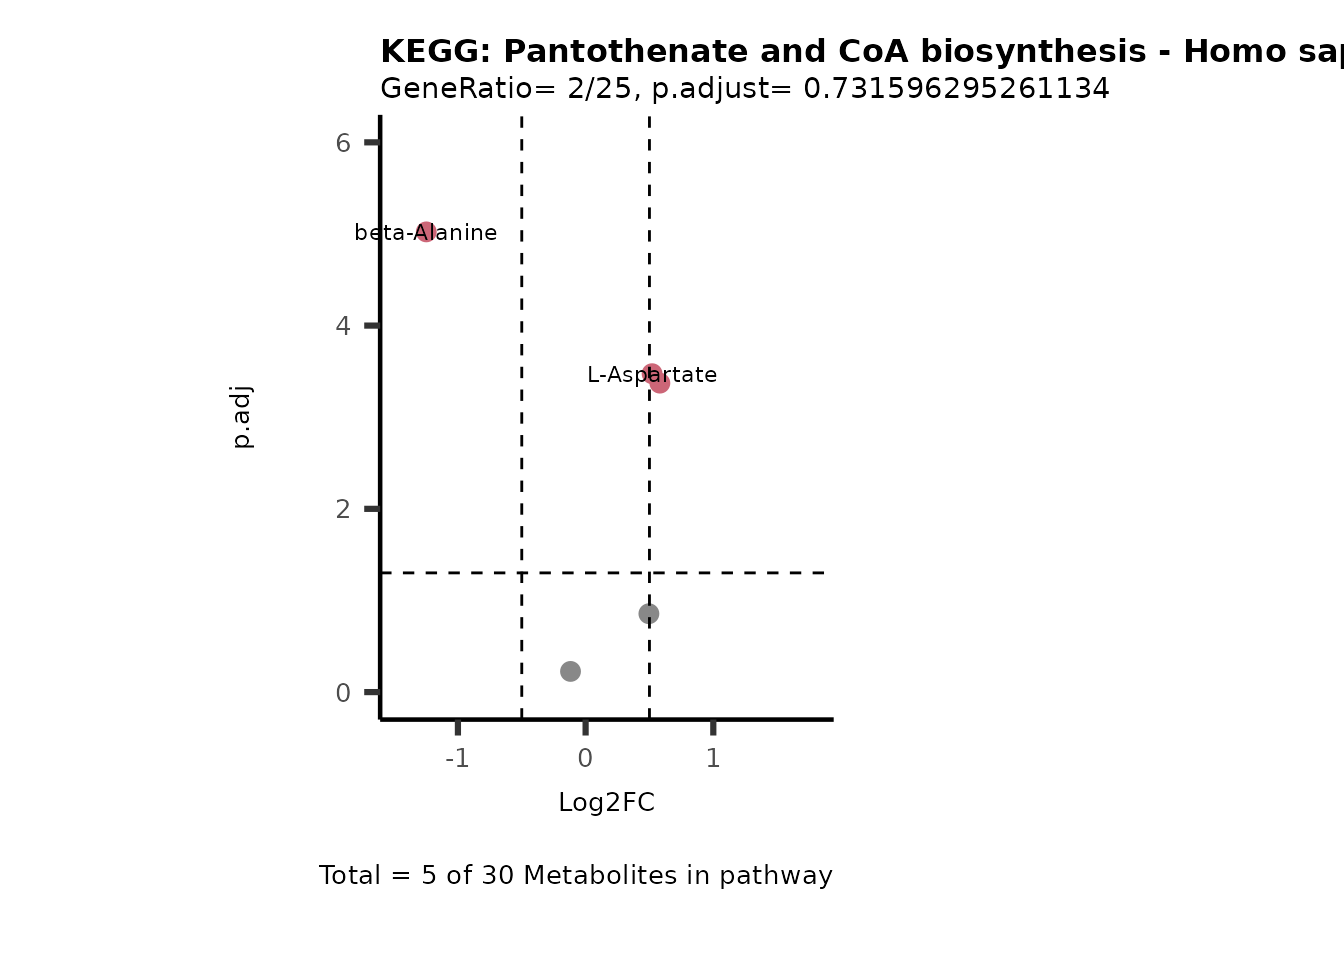 KEGG: Pantothenate and CoA biosynthesis - Homo sap
GeneRatio= 2/25, p.adjust= 0.731596295261134
6
beta-Alanine
4
L-Aspartate
p.adj
2
0
-1 0 1
Log2FC
Total = 5 of 30 Metabolites in pathway